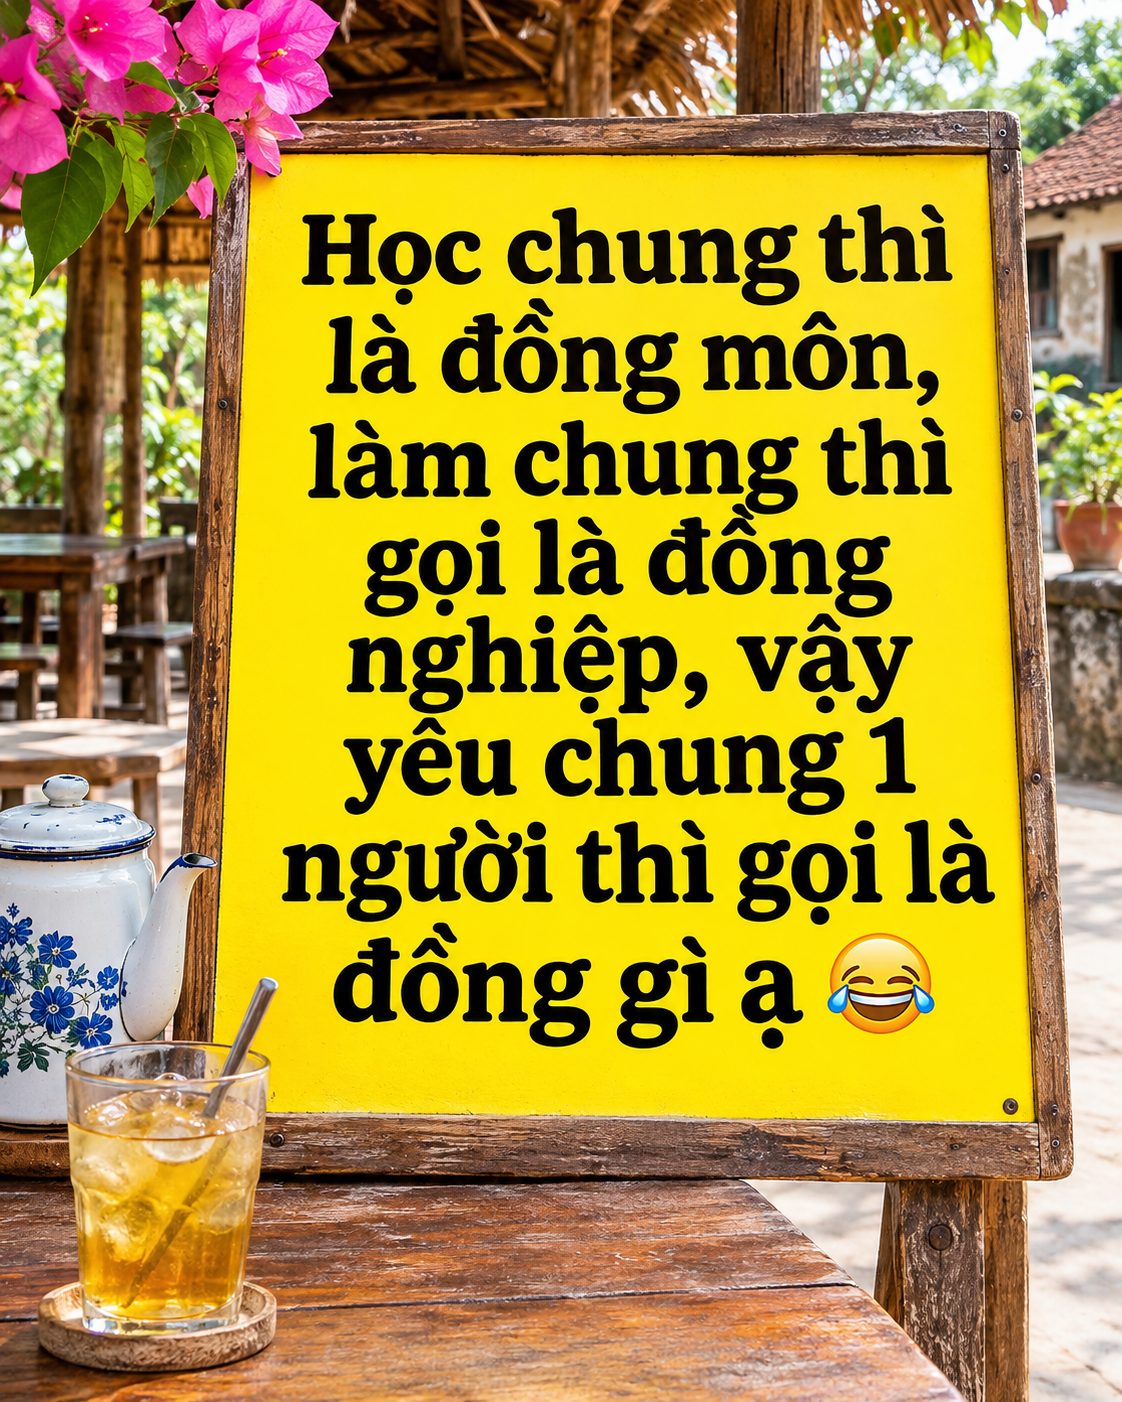 Học chung thì
là đồng môn,
làm chung thì
gọi là đồng
nghiệp, vậy
yêu chung 1
người thì gọi là
đồng gì ạ 😂